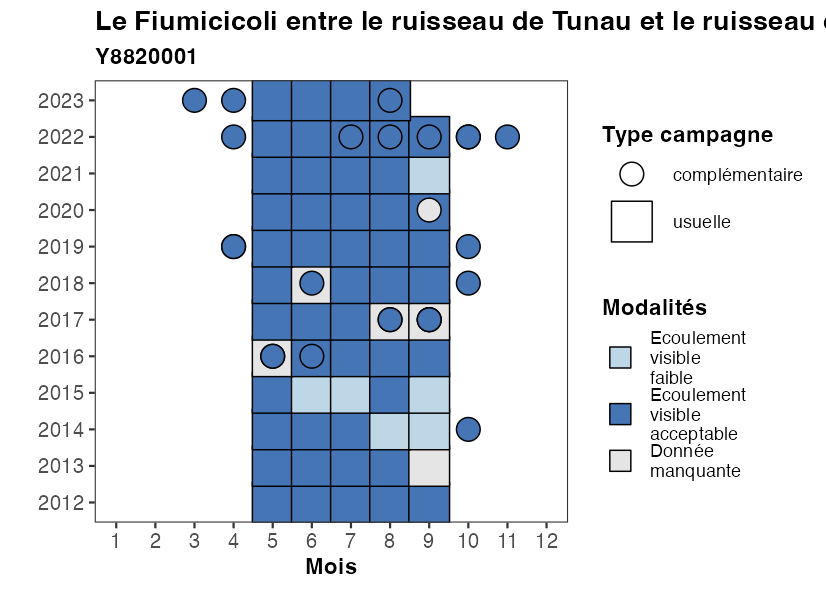 Le Fiumicicoli entre le ruisseau de Tunau et le ruisseau
Y8820001
2023
2022
2021
2020
2019
2018
2017
2016
2015
2014
2013
2012
1 2 3 4 5 6 7 8 9 10 11 12
Mois
Type campagne
complémentaire
usuelle
Modalités
Ecoulement
visible
faible
Ecoulement
visible
acceptable
Donnée
manquante